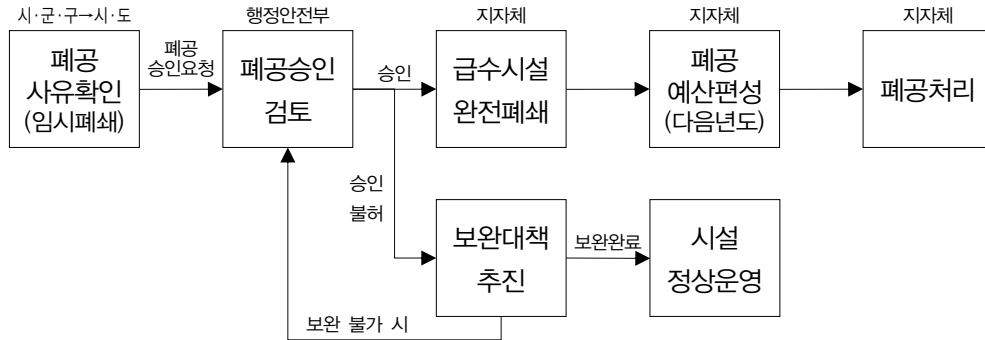 시·군·구→시·도
행정안전부
지자체
지자체
지자체
폐공
사유확인
(임시폐쇄)
폐공
승인요청
폐공승인
검토
승인
급수시설
완전폐쇄
폐공
예산편성
(다음년도)
폐공처리
승인
불허
보완대책
추진
보완완료
시설
정상운영
보완 불가 시